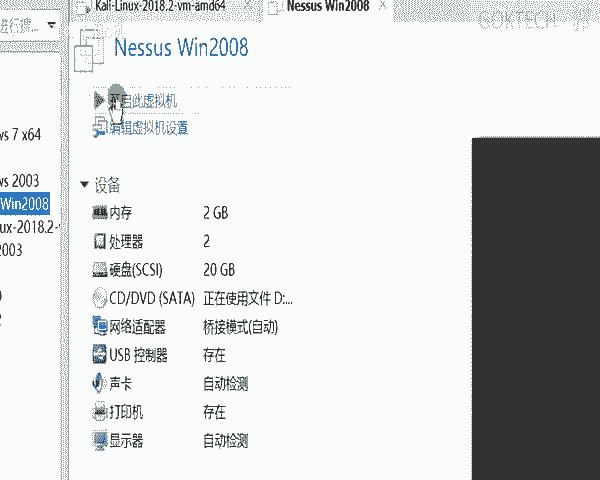 Kali-Linux-2018.2-vm-amd64
Nessus Win2008
GOKTECH
进行搜...
Nessus Win2008
开启此虚拟机
编辑虚拟机设置
ws 7 x64
设备
ws 2003
Win2008
内存 2 GB
ux-2018.2-
处理器 2
2003
硬盘(SCSI) 20 GB
CD/DVD (SATA) 正在使用文件 D:...
网络适配器 桥接模式(自动)
USB 控制器 存在
声卡 自动检测
打印机 存在
显示器 自动检测